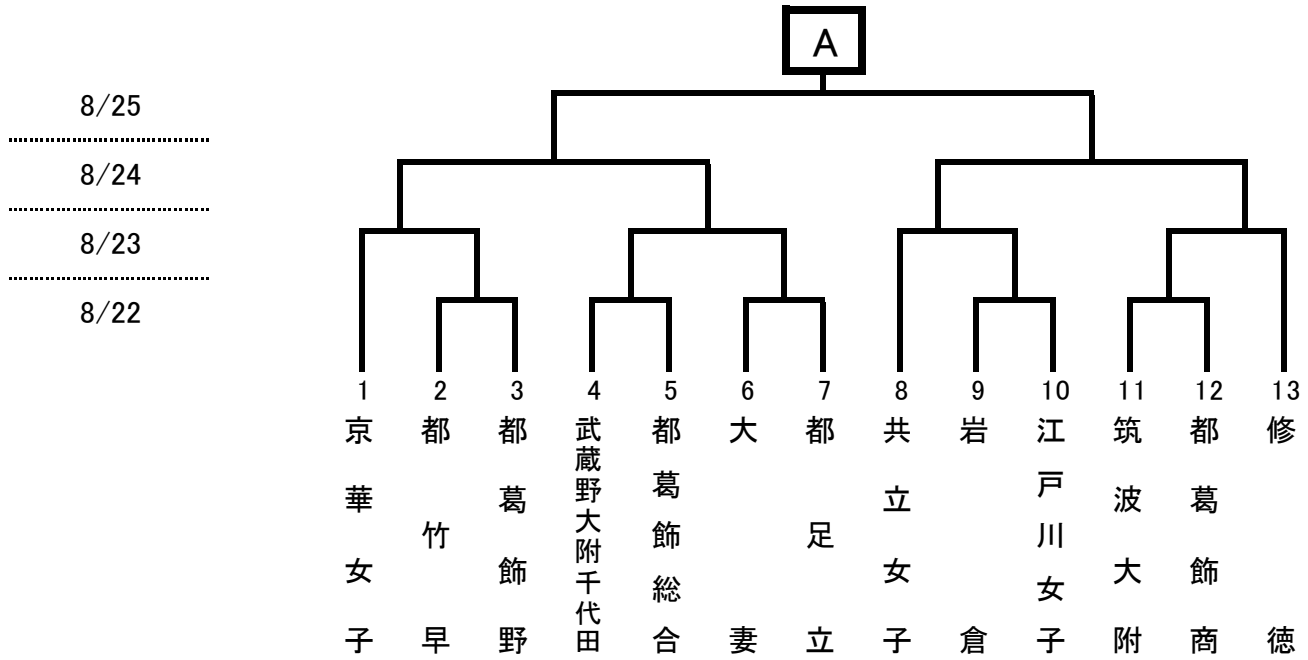 A
8/25
8/24
8/23
8/22
1 2 3 4 5 6 7 8 9 10 11 12 13
京華女子
都竹早
都葛飾野
武蔵野大附千代田
都葛飾総合
大妻
都足立
共立女子
岩倉
江戸川女子
筑波大附
都葛飾商
修徳